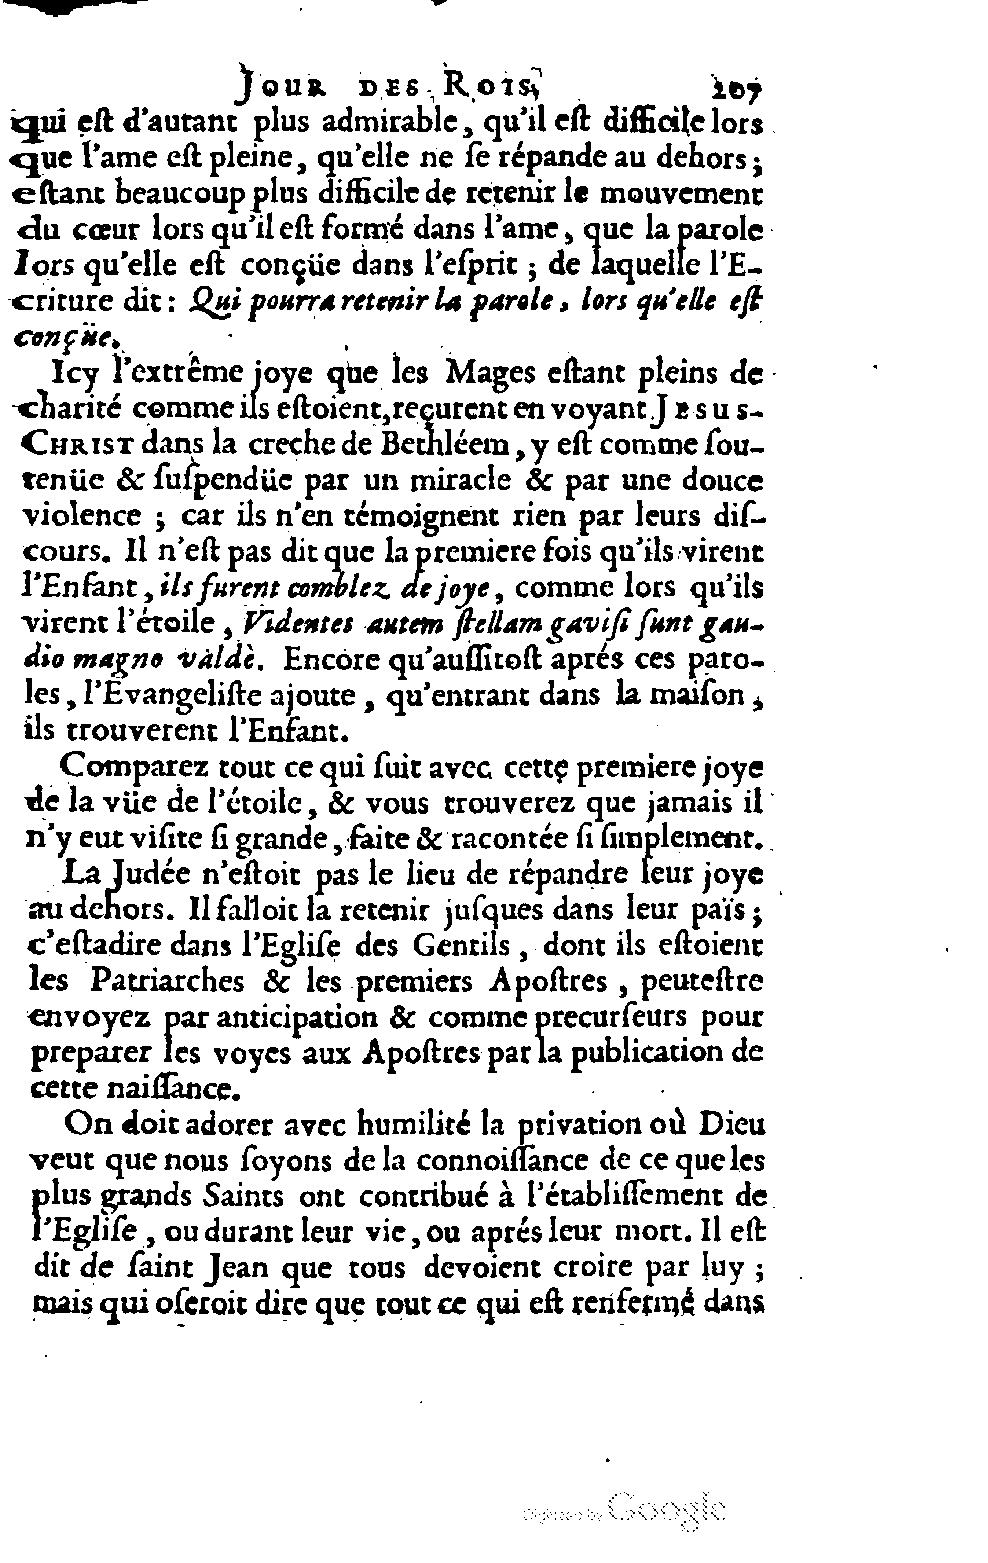 JOUR DES ROIS, 207
qui eſt d'autant plus admirable, qu'il eſt difficile lors
que l'ame eſt pleine, qu'elle ne ſe répande au dehors;
eſtant beaucoup plus difficile de retenir le mouvement
du cœur lors qu'il eſt formé dans l'ame, que la parole
lors qu'elle eſt conçüe dans l'eſprit; de laquelle l'E-
criture dit: Qui pourra retenir la parole, lors qu'elle eſt
conçüe.
Icy l'extrême joye que les Mages eſtant pleins de
charité comme ils eſtoient, reçurent en voyant JESUS-
CHRIST dans la creche de Bethléem, y eſt comme ſou-
tenüe & ſuſpendüe par un miracle & par une douce
violence; car ils n'en témoignent rien par leurs diſ-
cours. Il n'eſt pas dit que la premiere fois qu'ils virent
l'Enfant, ils furent comblez de joye, comme lors qu'ils
virent l'étoile, Videntes autem ſtellam gaviſi ſunt gau-
dio magno valdè. Encore qu'auſſitoſt aprés ces paro-
les, l'Evangeliſte ajoute, qu'entrant dans la maiſon,
ils trouverent l'Enfant.
Comparez tout ce qui ſuit avec cette premiere joye
de la vüe de l'étoile, & vous trouverez que jamais il
n'y eut viſite ſi grande, faite & racontée ſi ſimplement.
La Judée n'eſtoit pas le lieu de répandre leur joye
au dehors. Il falloit la retenir juſques dans leur païs;
c'eſtadire dans l'Egliſe des Gentils, dont ils eſtoient
les Patriarches & les premiers Apoſtres, peuteſtre
envoyez par anticipation & comme precurſeurs pour
preparer les voyes aux Apoſtres par la publication de
cette naiſſance.
On doit adorer avec humilité la privation où Dieu
veut que nous ſoyons de la connoiſſance de ce que les
plus grands Saints ont contribué à l'établiſſement de
l'Egliſe, ou durant leur vie, ou aprés leur mort. Il eſt
dit de ſaint Jean que tous devoient croire par luy;
mais qui oſeroit dire que tout ce qui eſt renfermé dans
Digitized by Google